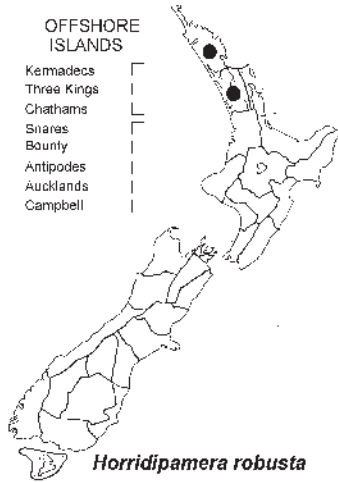 OFFSHORE
ISLANDS
Kermadecs
Three Kings
Chathams
Snares
Bounty
Antipodes
Aucklands
Campbell
Horridipamera robusta